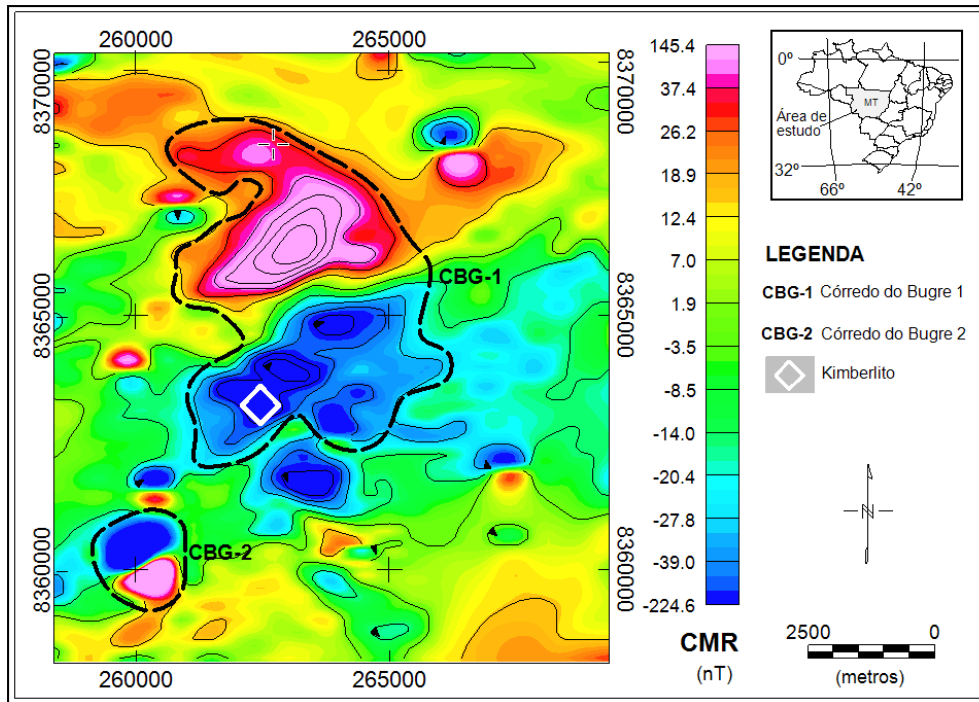 260000 265000
8370000
8365000
8360000
CBG-1
CBG-2
8370000
8365000
8360000
260000 265000
145.4
37.4
26.2
18.9
12.4
7.0
1.9
-3.5
-8.5
-14.0
-20.4
-27.8
-39.0
-224.6
CMR
(nT)
0º
MT
Área de
estudo
32º
66º 42º
LEGENDA
CBG-1 Córredo do Bugre 1
CBG-2 Córredo do Bugre 2
Kimberlito
N
2500 0
(metros)